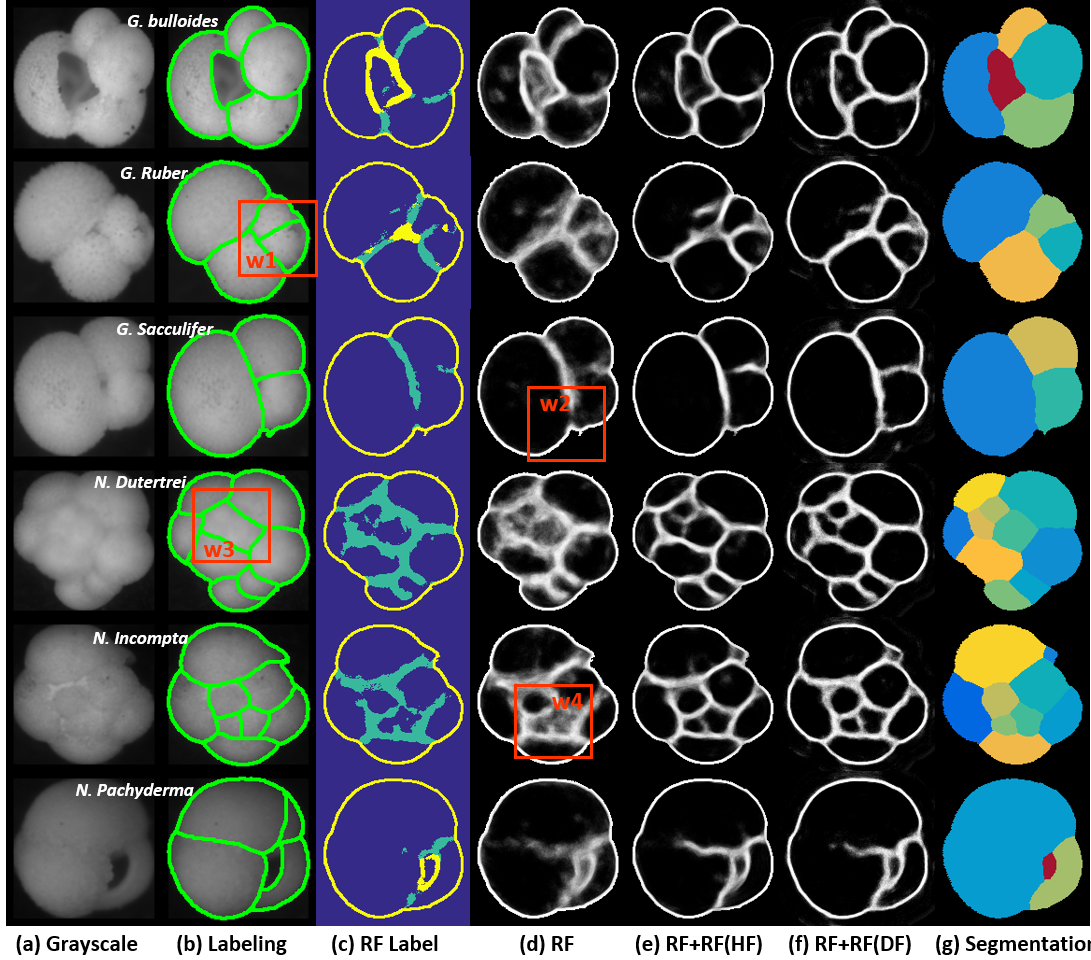 G. bulloides
G. Ruber
w1
G. Sacculifer
w2
N. Dutertrei
w3
N. Incompta
w4
N. Pachyderma
(a) Grayscale (b) Labeling (c) RF Label (d) RF (e) RF+RF(HF) (f) RF+RF(DF) (g) Segmentation